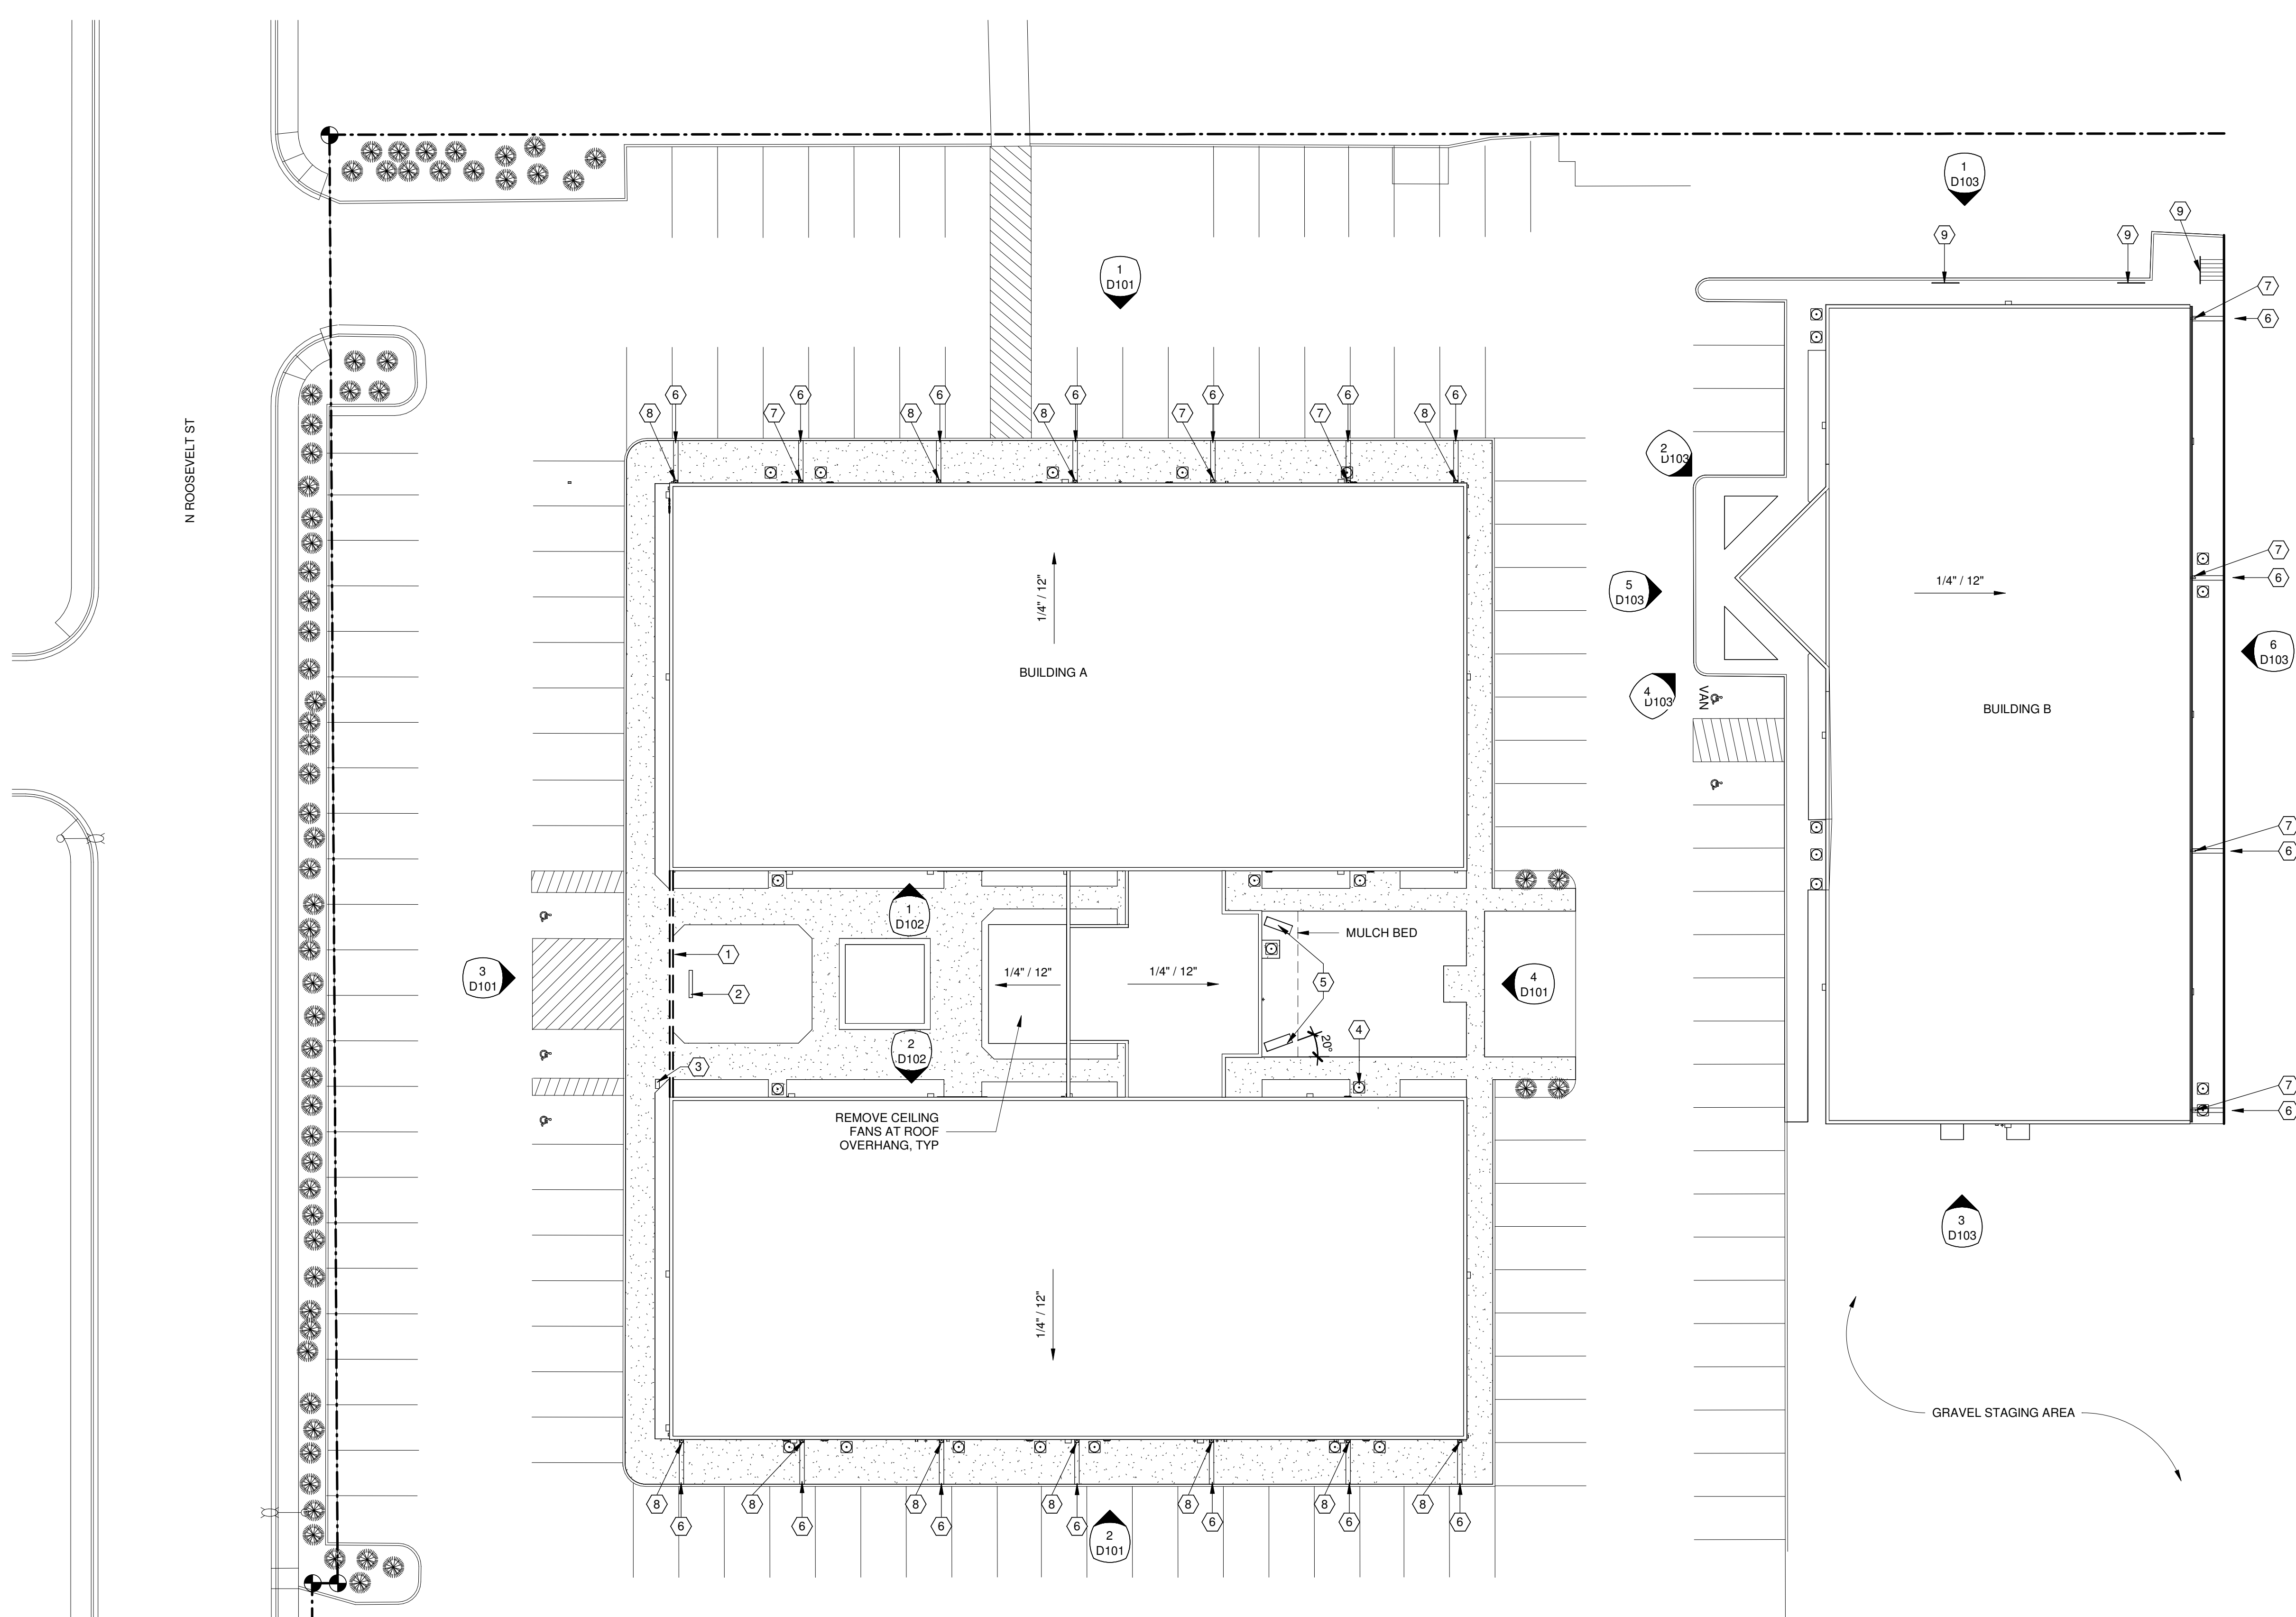 1
D103
9
9
9
1
D101
7
6
N ROOSEVELT ST
6
6
6
6
6
6
6
8
7
8
8
7
7
8
2
D103
7
6
1/4" / 12"
1/4" / 12"
5
D103
6
D103
BUILDING A
4
D103
VAN
BUILDING B
7
6
1
D102
MULCH BED
1
3
D101
1/4" / 12"
1/4" / 12"
5
4
D101
2
4
20°
2
D102
3
7
6
REMOVE CEILING
FANS AT ROOF
OVERHANG, TYP
3
D103
1/4" / 12"
GRAVEL STAGING AREA
8
8
8
8
8
8
8
6
6
6
6
6
6
6
2
D101